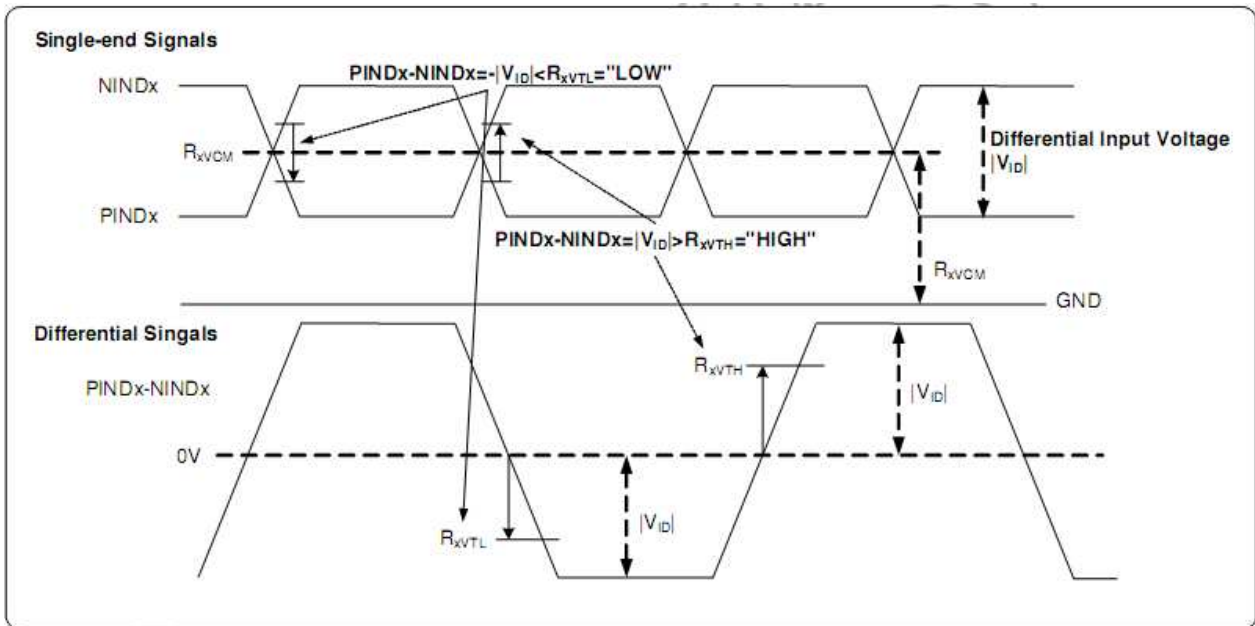 Single-end Signals
PINDx-NINDx=-|VID|<RxVTL="LOW"
NINDx
Differential Input Voltage
|VID|
RxVCM
PINDx
PINDx-NINDx=|VID|>RxVTH="HIGH"
RxVCM
GND
Differential Singals
RxVTH
PINDx-NINDx
|VID|
0V
|VID|
RxVTL